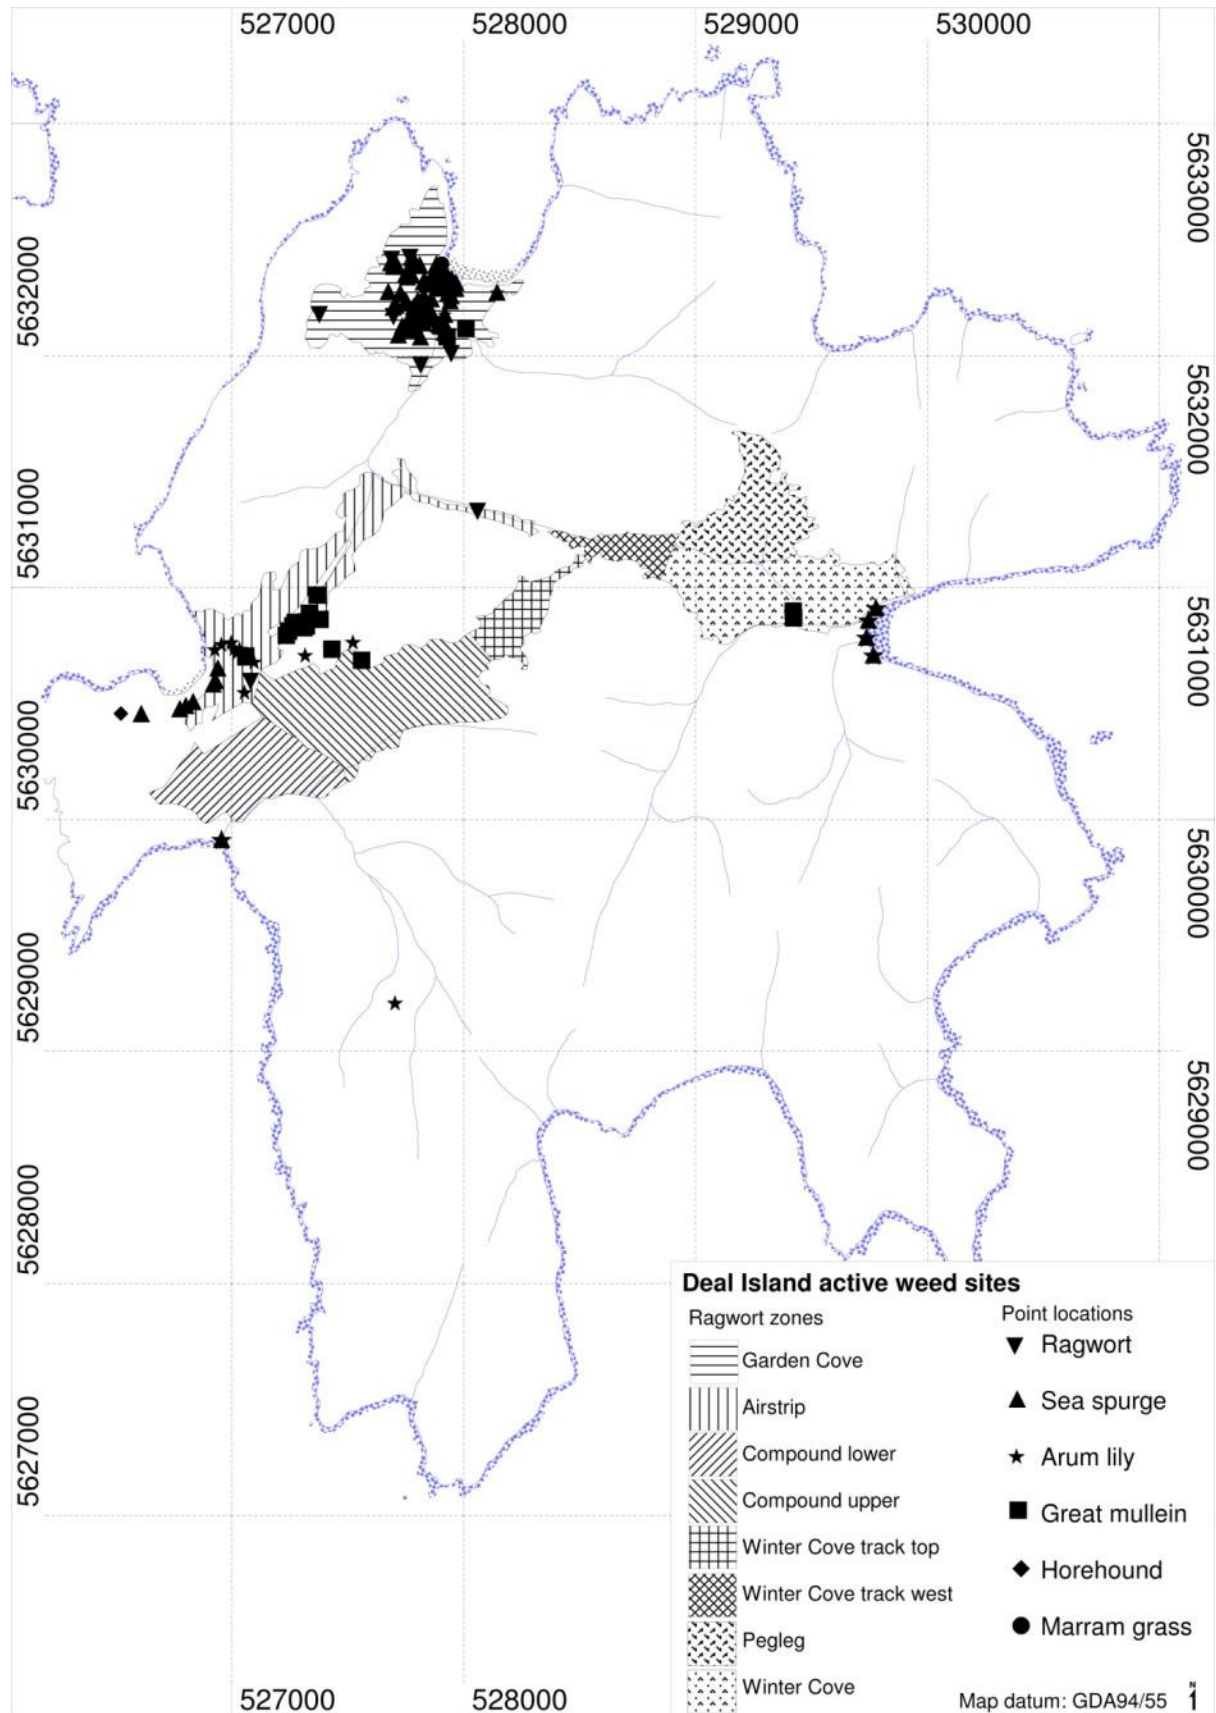 527000 528000 529000 530000
5633000
5632000
5632000
5631000
5631000
5630000
5630000
5629000
5629000
5628000
5627000
Deal Island active weed sites
Ragwort zones
Garden Cove
Airstrip
Compound lower
Compound upper
Winter Cove track top
Winter Cove track west
Pegleg
Winter Cove
Point locations
Ragwort
Sea spurge
Arum lily
Great mullein
Horehound
Marram grass
527000 528000
Map datum: GDA94/55
N